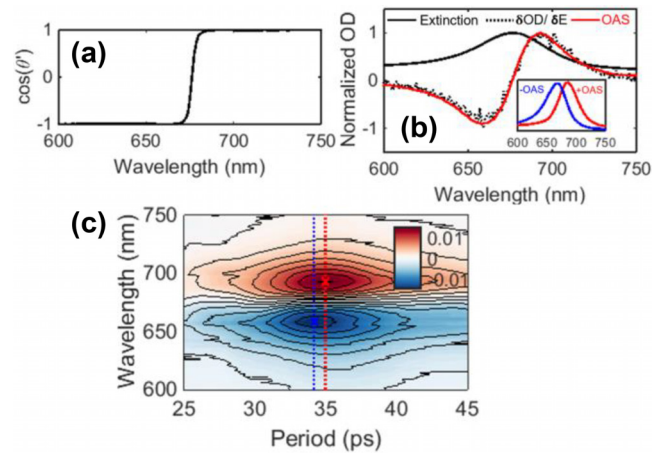 (a)
cos(θ')
1
0
-1
600
650
700
750
Wavelength (nm)
Extinction
δOD/ δE
OAS
(b)
Normalized OD
1
0
-1
-OAS
+OAS
600
650
700
750
600
650
700
750
Wavelength (nm)
(c)
Wavelength (nm)
750
700
650
600
0.01
0
-0.01
25
30
35
40
45
Period (ps)